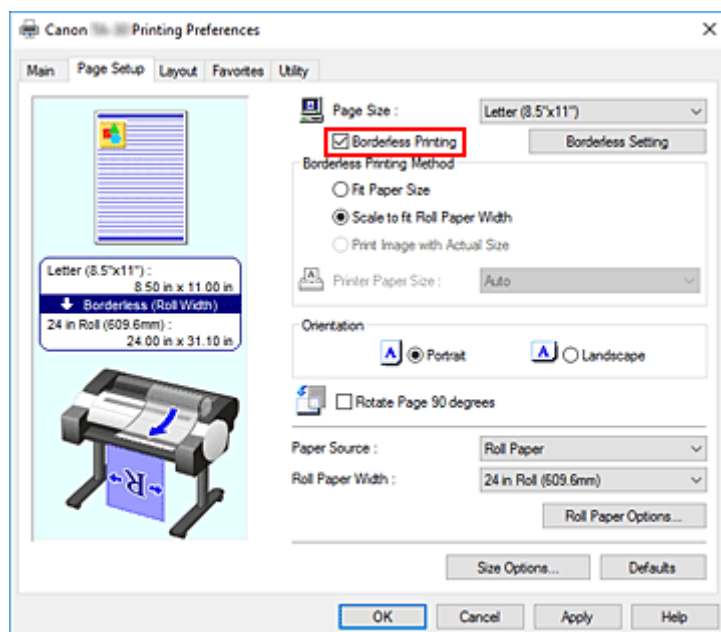 Canon Printing Preferences
Main Page Setup Layout Favorites Utility
Page Size : Letter (8.5"x11")
Borderless Printing Borderless Setting
Borderless Printing Method
Fit Paper Size
Scale to fit Roll Paper Width
Print Image with Actual Size
Printer Paper Size : Auto
Letter (8.5"x11") :
8.50 in x 11.00 in
Borderless (Roll Width)
24 in Roll (609.6mm) :
24.00 in x 31.10 in
Orientation
A Portrait A Landscape
Rotate Page 90 degrees
R
Paper Source : Roll Paper
Roll Paper Width : 24 in Roll (609.6mm)
Roll Paper Options...
Size Options... Defaults
OK Cancel Apply Help